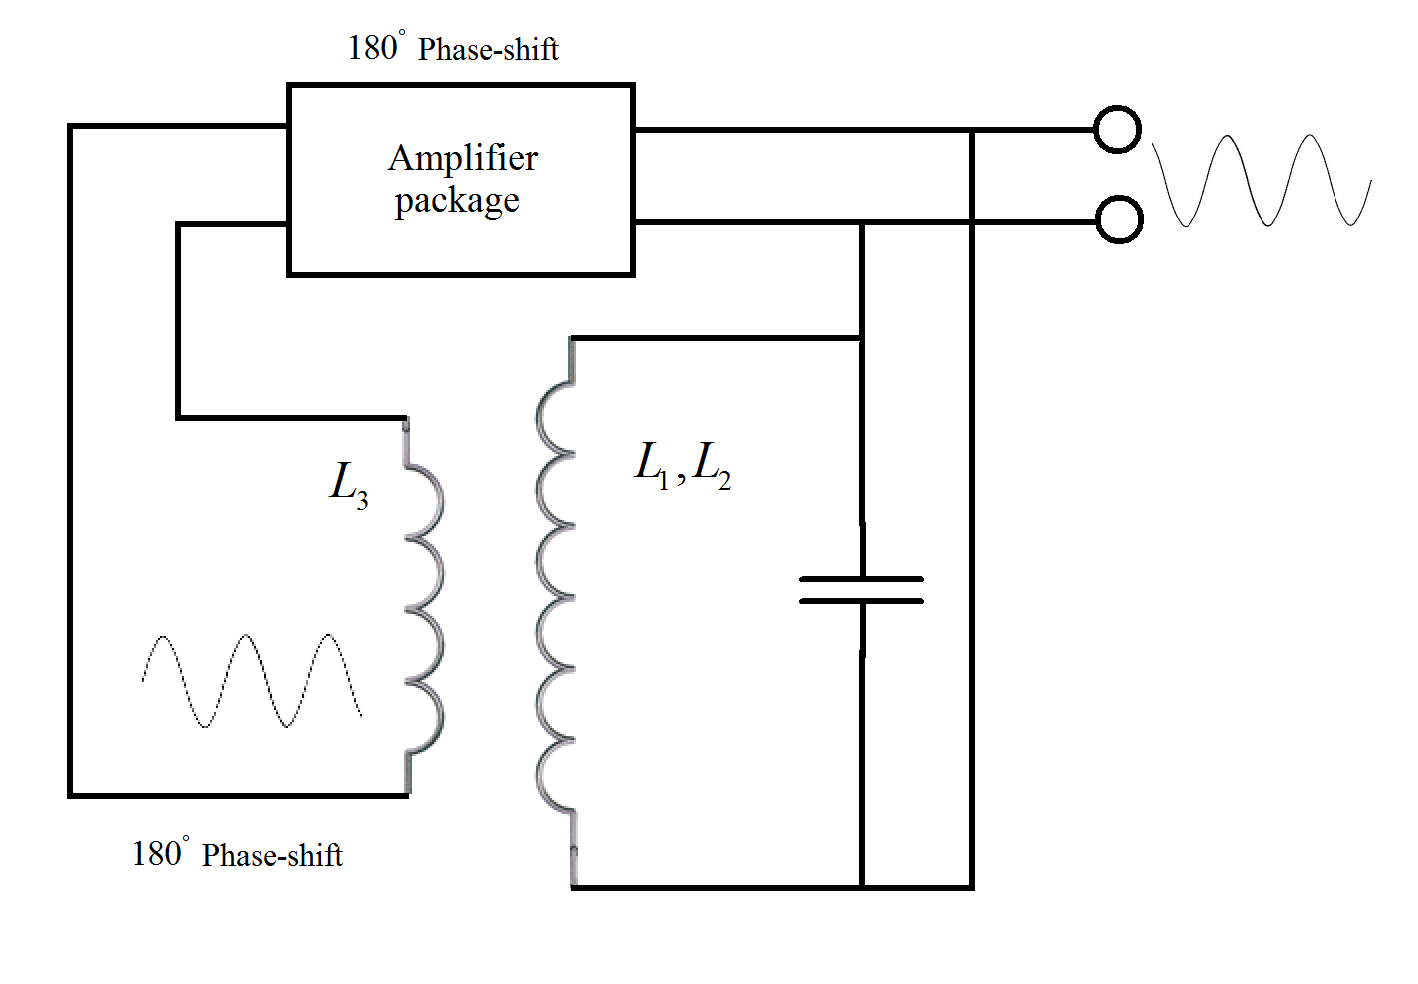 180° Phase-shift
Amplifier
package
L₁, L₂
L₃
180° Phase-shift